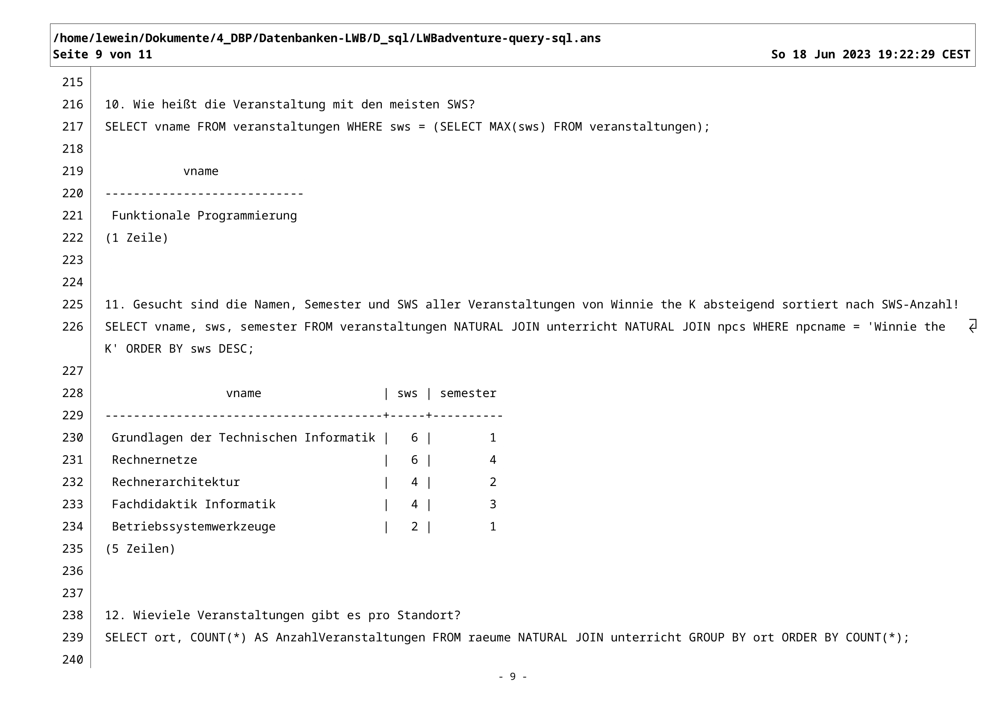 /home/lewein/Dokumente/4_DBP/Datenbanken-LWB/D_sql/LWBadventure-query-sql.ans
Seite 9 von 11 So 18 Jun 2023 19:22:29 CEST
215
216 10. Wie heißt die Veranstaltung mit den meisten SWS?
217 SELECT vname FROM veranstaltungen WHERE sws = (SELECT MAX(sws) FROM veranstaltungen);
218
219 vname
220 ----------------------------
221 Funktionale Programmierung
222 (1 Zeile)
223
224
225 11. Gesucht sind die Namen, Semester und SWS aller Veranstaltungen von Winnie the K absteigend sortiert nach SWS-Anzahl!
226 SELECT vname, sws, semester FROM veranstaltungen NATURAL JOIN unterricht NATURAL JOIN npcs WHERE npcname = 'Winnie the
K' ORDER BY sws DESC;
227
228 vname | sws | semester
229 ---------------------------------------+-----+----------
230 Grundlagen der Technischen Informatik | 6 | 1
231 Rechnernetze | 6 | 4
232 Rechnerarchitektur | 4 | 2
233 Fachdidaktik Informatik | 4 | 3
234 Betriebssystemwerkzeuge | 2 | 1
235 (5 Zeilen)
236
237
238 12. Wieviele Veranstaltungen gibt es pro Standort?
239 SELECT ort, COUNT(*) AS AnzahlVeranstaltungen FROM raeume NATURAL JOIN unterricht GROUP BY ort ORDER BY COUNT(*);
240
- 9 -